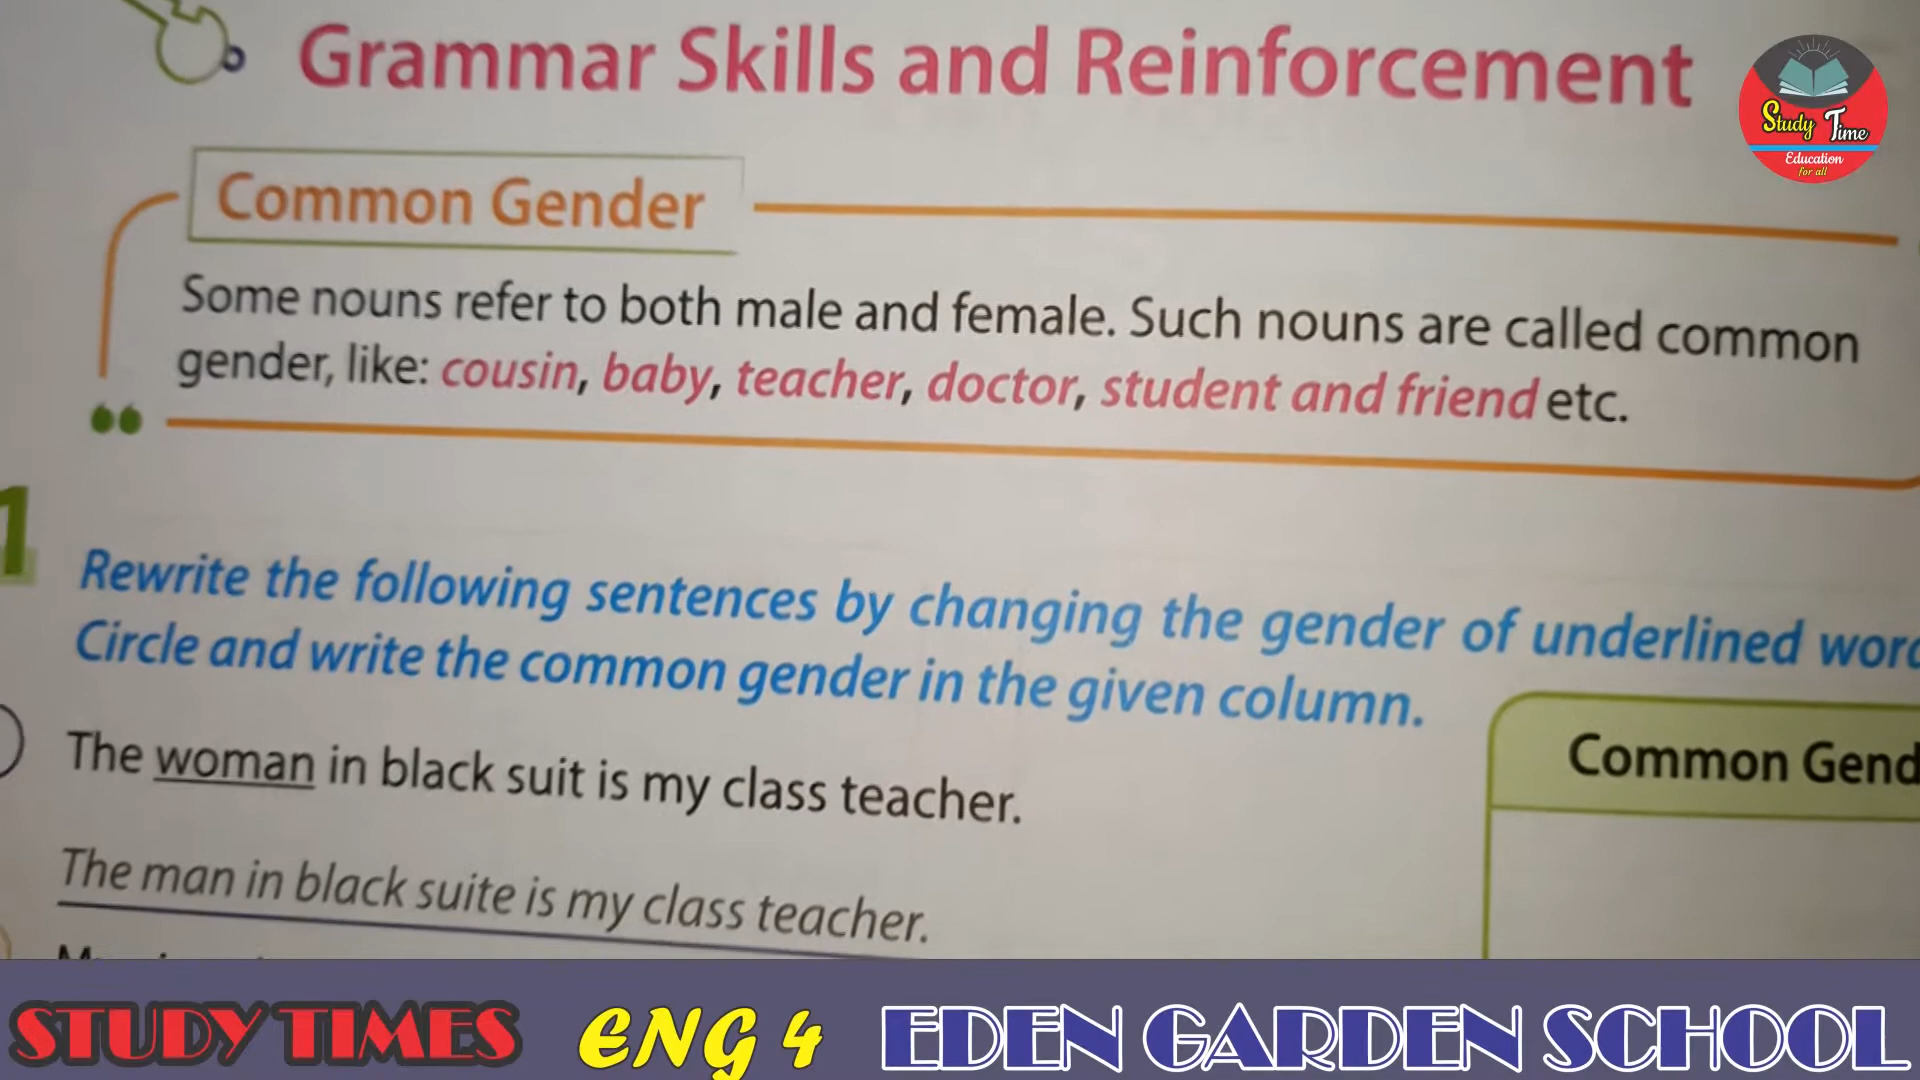 Grammar Skills and Reinforcement
Study Time
Education
for all
Common Gender
Some nouns refer to both male and female. Such nouns are called common
gender, like: cousin, baby, teacher, doctor, student and friend etc.
1
Rewrite the following sentences by changing the gender of underlined
Circle and write the common gender in the given column.
Common
The woman in black suit is my class teacher.
The man in black suite is my class teacher.
STUDY TIMES ENG 4 EDEN GARDEN SCHOOL